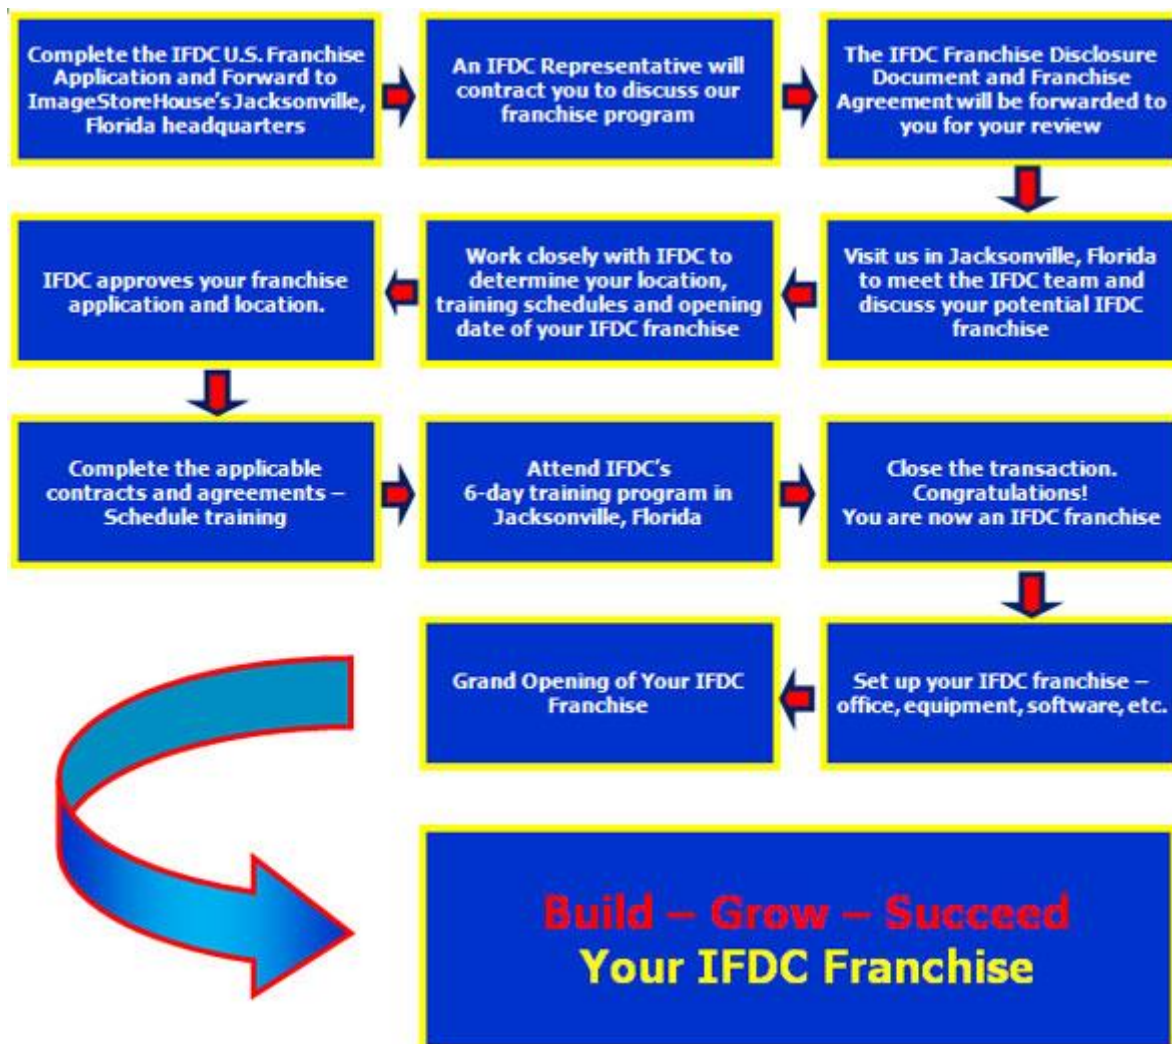 Complete the IFDC U.S. Franchise
Application and Forward to
ImageStoreHouse's Jacksonville,
Florida headquarters
An IFDC Representative will
contract you to discuss our
franchise program
The IFDC Franchise Disclosure
Document and Franchise
Agreement will be forwarded to
you for your review
Visit us in Jacksonville, Florida
to meet the IFDC team and
discuss your potential IFDC
franchise
Work closely with IFDC to
determine your location,
training schedules and opening
date of your IFDC franchise
IFDC approves your franchise
application and location.
Complete the applicable
contracts and agreements –
Schedule training
Attend IFDC's
6-day training program in
Jacksonville, Florida
Close the transaction.
Congratulations!
You are now an IFDC franchise
Set up your IFDC franchise –
office, equipment, software, etc.
Grand Opening of Your IFDC
Franchise
Build – Grow – Succeed
Your IFDC Franchise